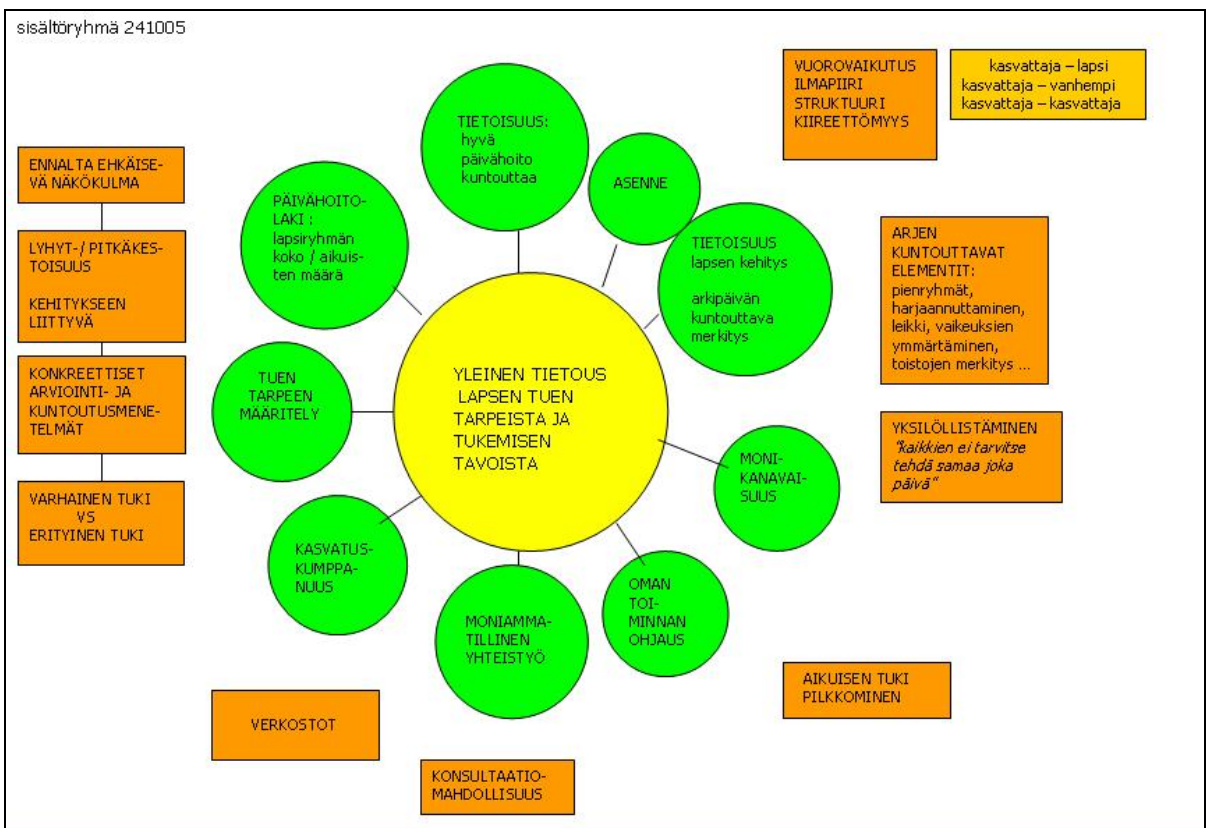 sisältöryhmä 241005
VUOROVAIKUTUS
ILMAPIIRI
STRUKTUURI
KIIREETTÖMYYS
kasvattaja – lapsi
kasvattaja – vanhempi
kasvattaja – kasvattaja
TIETOISUUS:
hyvä
päivähoito
kuntouttaa
ASENNE
ENNALTA EHKÄISE-
VÄ NÄKÖKULMA
PÄIVÄHOITO-
LAKI :
lapsiryhmän
koko / aikuis-
ten määrä
TIETOISUUS
lapsen kehitys
arkipäivän
kuntouttava
merkitys
ARJEN
KUNTOUTTAVAT
ELEMENTIT:
pienryhmät,
harjaannuttaminen,
leikki, vaikeuksien
ymmärtäminen,
toistojen merkitys ...
LYHYT-/ PITKÄKES-
TOISUUS
KEHITYKSEEN
LIITTYVÄ
KONKREETTISET
ARVIOINTI- JA
KUNTOUTUSMENE-
TELMÄT
TUEN
TARPEEN
MÄÄRITELY
YLEINEN TIETOUS
LAPSEN TUEN
TARPEISTA JA
TUKEMISEN
TAVOISTA
YKSILÖLLISTÄMINEN
"kaikkien ei tarvitse
tehdä samaa joka
päivä"
MONI-
KANAVAI-
SUUS
VARHAINEN TUKI
VS
ERITYINEN TUKI
KASVATUS-
KUMPPA-
NUUS
MONIAMMA-
TILLINEN
YHTEISTYÖ
OMAN
TOI-
MINNAN
OHJAUS
AIKUISEN TUKI
PILKKOMINEN
VERKOSTOT
KONSULTAATIO-
MAHDOLLISUUS